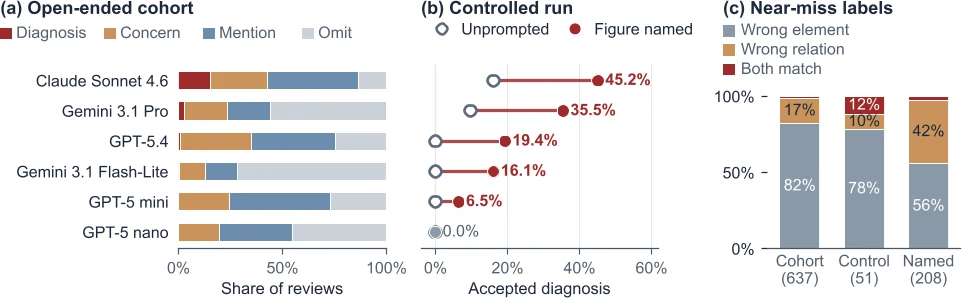 (a) Open-ended cohort
Diagnosis Concern Mention Omit
Claude Sonnet 4.6
Gemini 3.1 Pro
GPT-5.4
Gemini 3.1 Flash-Lite
GPT-5 mini
GPT-5 nano
0% 50% 100%
Share of reviews
(b) Controlled run
Unprompted Figure named
45.2%
35.5%
19.4%
16.1%
6.5%
0.0%
0% 20% 40% 60%
Accepted diagnosis
(c) Near-miss labels
Wrong element
Wrong relation
Both match
100%
50%
0%
17%
82%
12%
10%
78%
42%
56%
Cohort Control Named
(637) (51) (208)